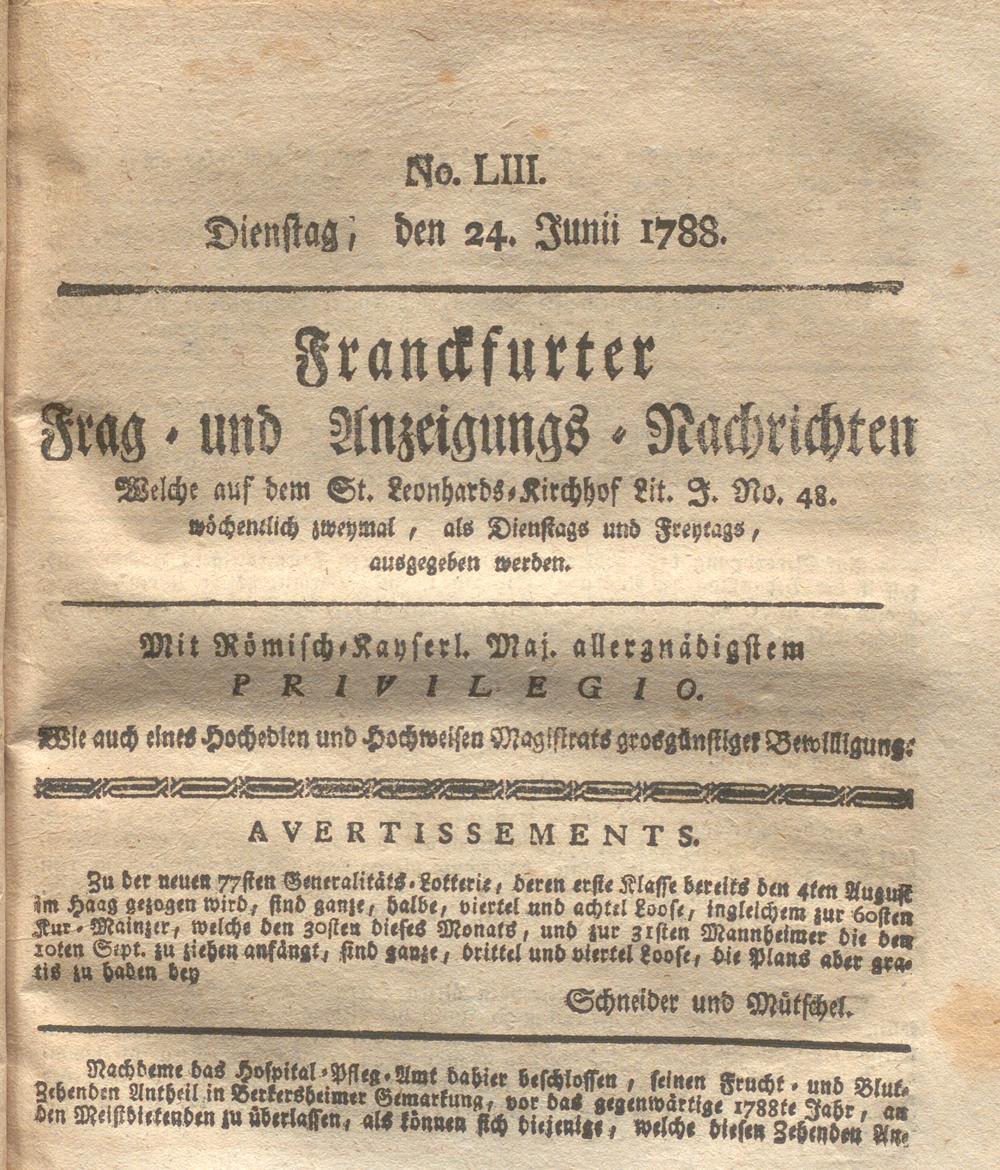 No. LIII.
Dienstag, den 24. Junii 1788.
Franckfurter
Frag- und Anzeigungs-Nachrichten
Welche auf dem St. Leonhards-Kirchhof Lit. J. No. 48.
wöchentlich zweymal, als Dienstags und Freytags,
ausgegeben werden.
Mit Römisch-Kayserl. Maj. allergnädigstem
PRIVILEGIO.
Wie auch eines Hochedlen und Hochweisen Magistrats grosgünstiger Bewilligung:
AVERTISSEMENTS.
Zu der neuen 77sten Generalitäts-Lotterie, deren erste Klasse bereits den 4ten August
im Haag gezogen wird, sind ganze, halbe, viertel und achtel Loose, ingleichem zur 60sten
Kur-Mainzer, welche den 30sten dieses Monats, und zur 31sten Mannheimer die den
10ten Sept. zu ziehen anfängt, sind ganze, drittel und viertel Loose, die Plans aber gra-
tis zu haben bey
Schneider und Mütschel.
Nachdeme das Hospital-Pfleg-Amt dahier beschlossen, seinen Frucht- und Blut-
Zehenden Antheil in Berkersheimer Gemarkung, vor das gegenwärtige 1788te Jahr, an
den Meistbietenden zu überlassen, als können sich diejenige, welche diesen Zehenden An-